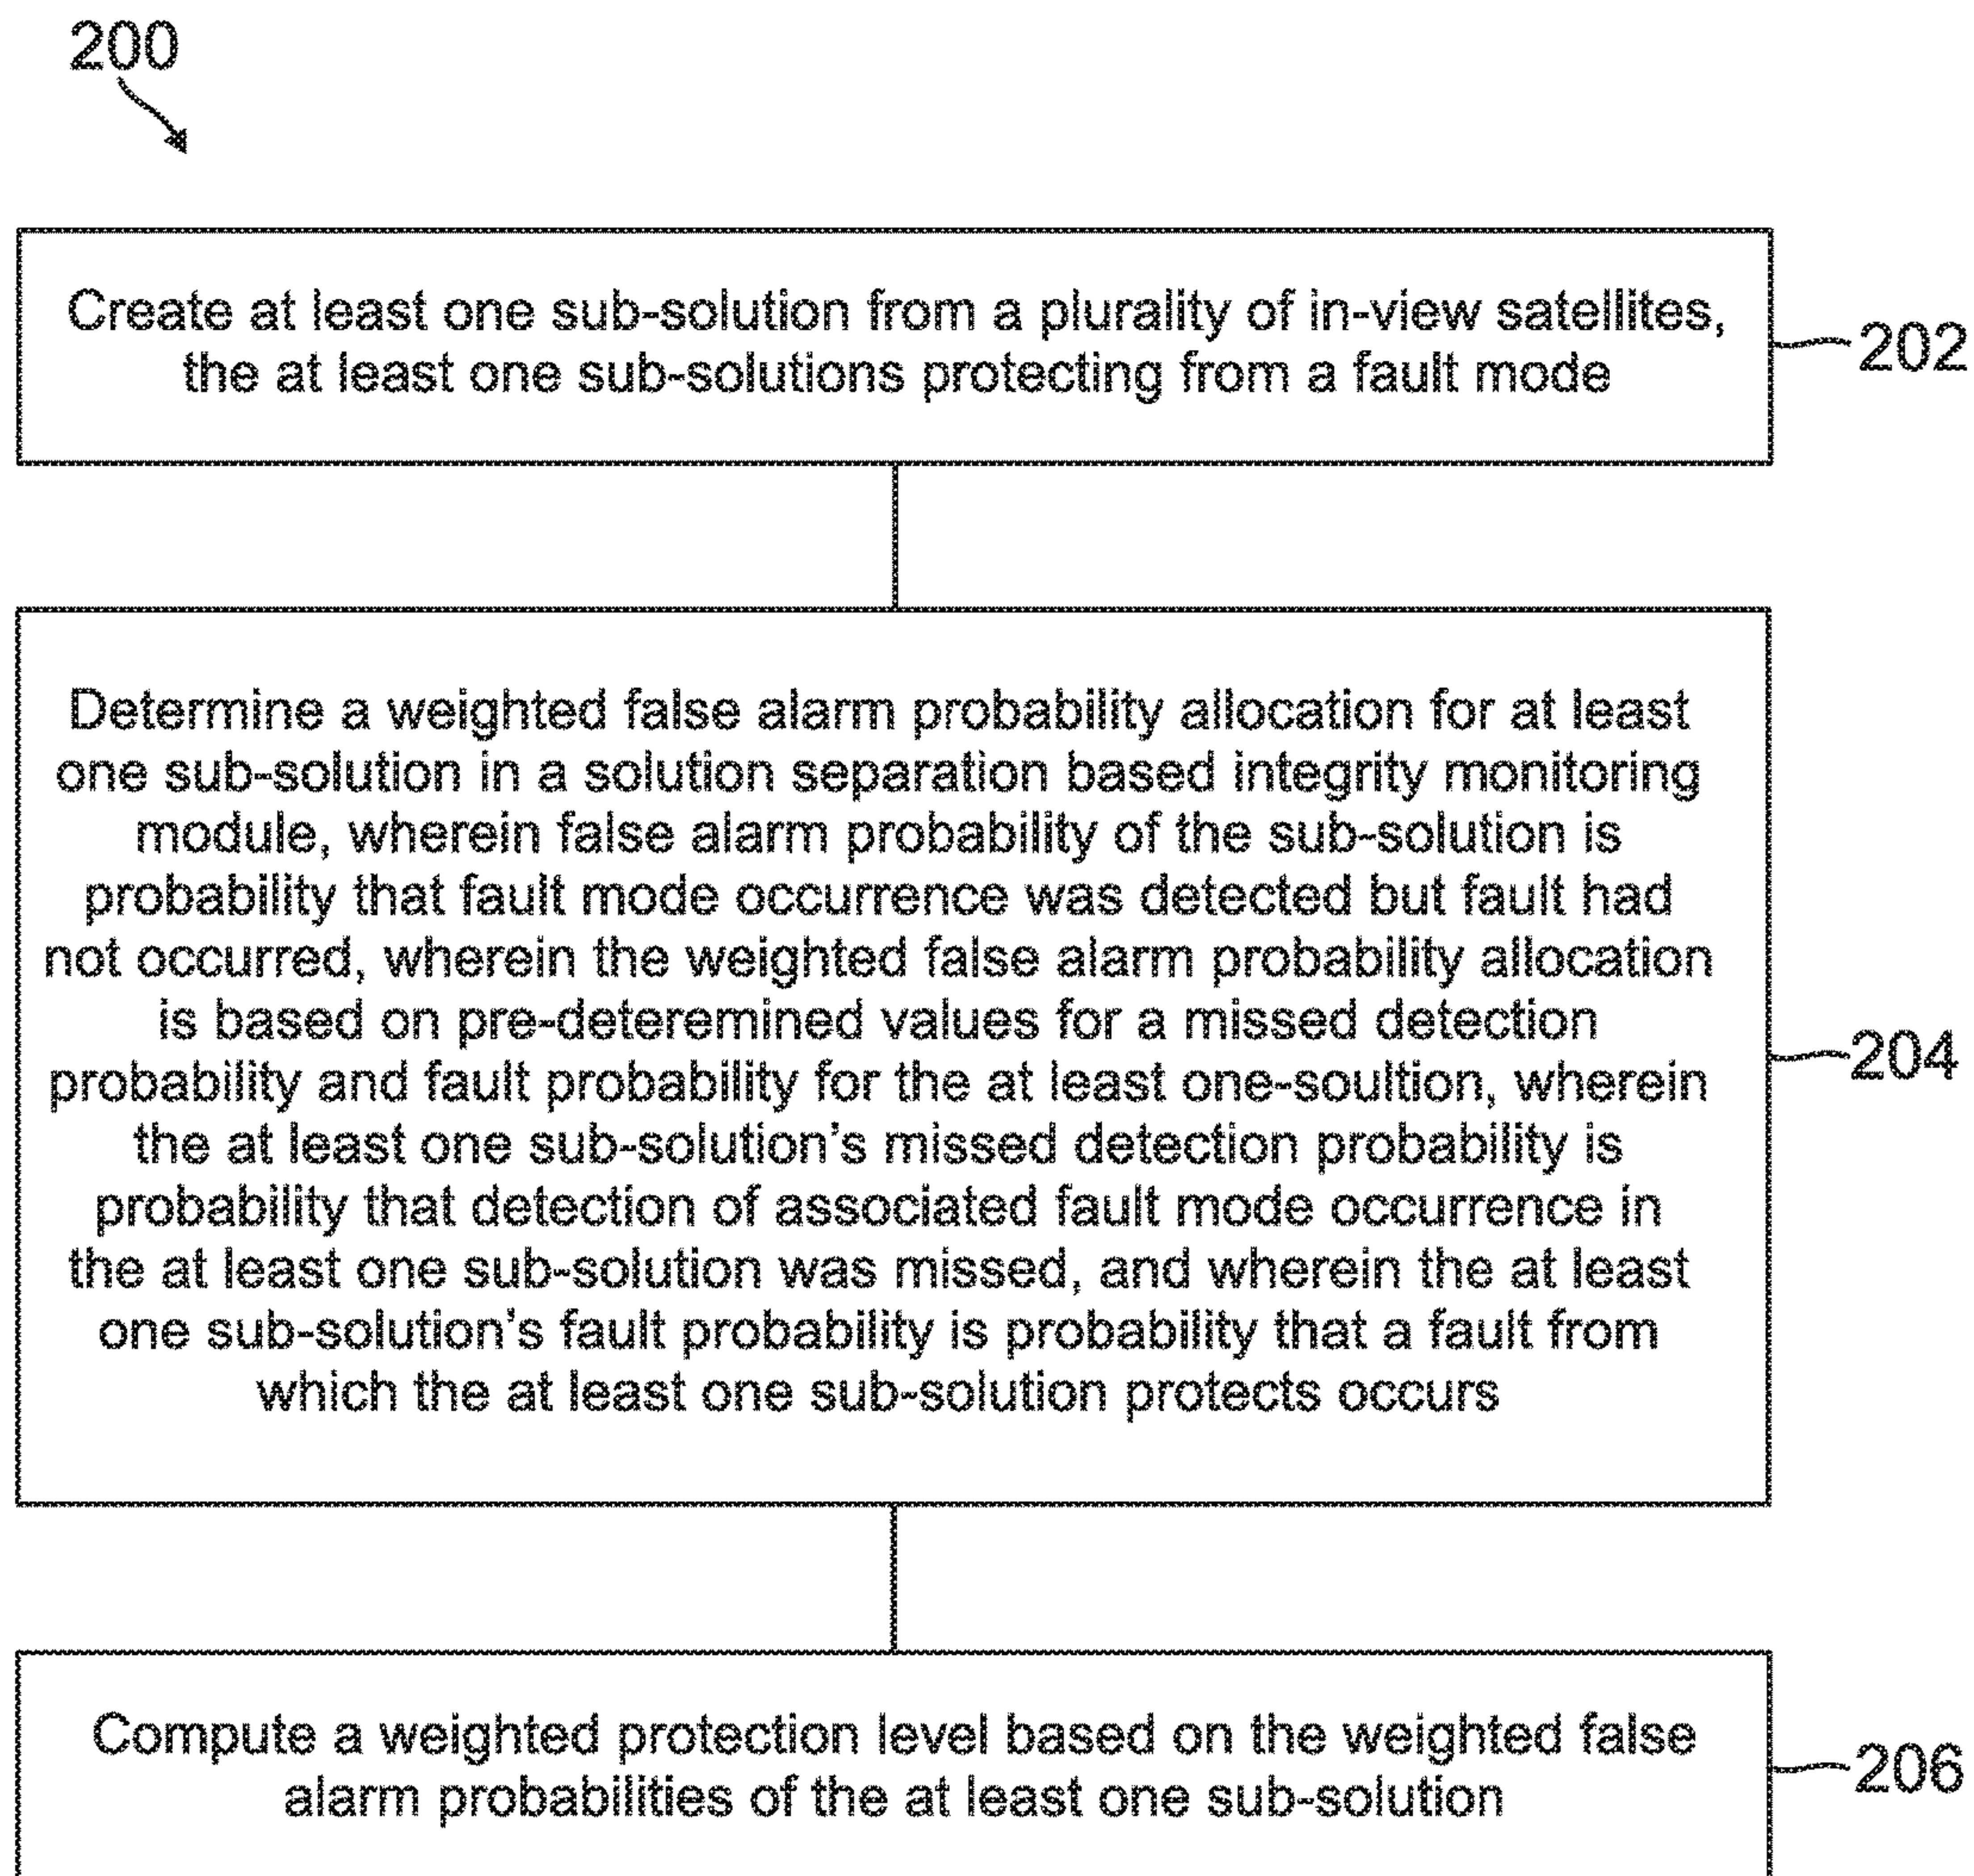 200
Create at least one sub-solution from a plurality of in-view satellites,
the at least one sub-solutions protecting from a fault mode
202
Determine a weighted false alarm probability allocation for at least
one sub-solution in a solution separation based integrity monitoring
module, wherein false alarm probability of the sub-solution is
probability that fault mode occurrence was detected but fault had
not occurred, wherein the weighted false alarm probability allocation
is based on pre-deteremined values for a missed detection
probability and fault probability for the at least one-soultion, wherein
the at least one sub-solution's missed detection probability is
probability that detection of associated fault mode occurrence in
the at least one sub-solution was missed, and wherein the at least
one sub-solution's fault probability is probability that a fault from
which the at least one sub-solution protects occurs
204
Compute a weighted protection level based on the weighted false
alarm probabilities of the at least one sub-solution
206